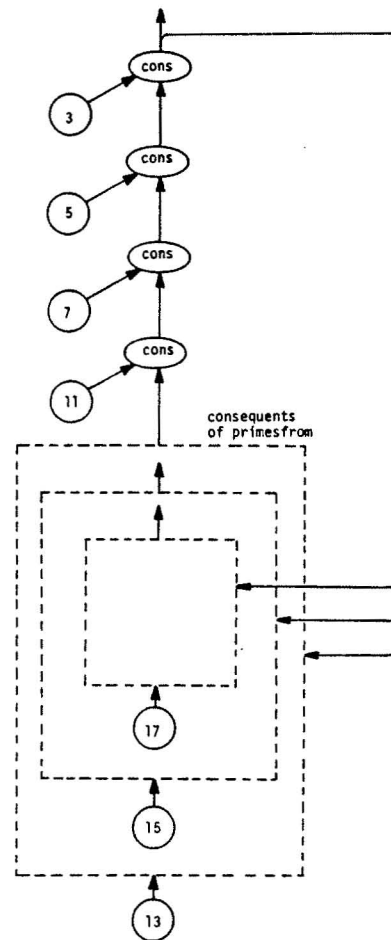 cons
3
cons
5
cons
7
cons
11
consequents
of primesfrom
17
15
13